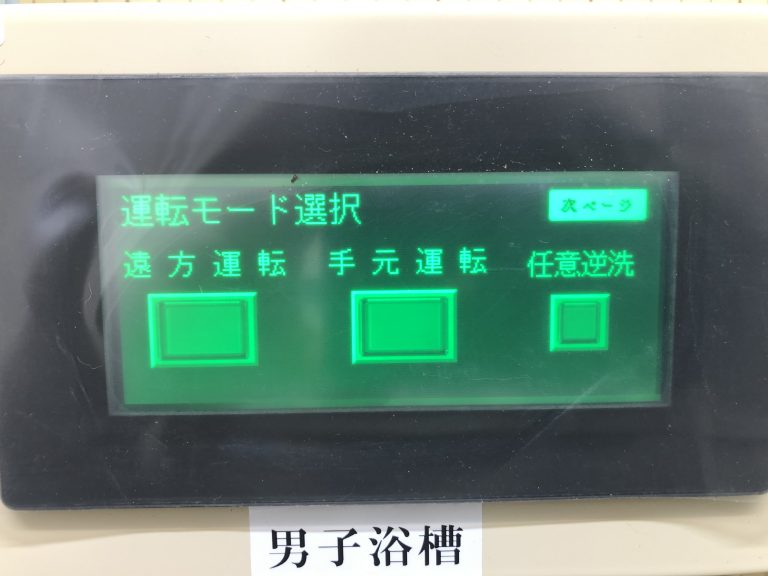 運転モード選択 次ページ
遠方運転 手元運転 任意逆洗
男子浴槽